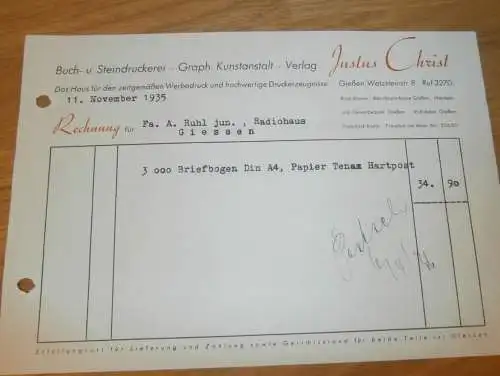 Buch- u. Steindruckerei - Graph. Kunstanstalt - Verlag
Justus Christ
Das Haus für den zeitgemäßen Werbedruck und hochwertige Druckerzeugnisse
Gießen Walltorstr. 8 Ruf 3270
11. November 1935
Rechnung für
Fa. A. Ruhl jun. , Radiohaus
Giessen
3 000 Briefbogen Din A4, Papier Tenax Hartpost
34. 90
Erfüllungsort für Lieferung und Zahlung sowie Gerichtsstand für beide Teile ist Giessen